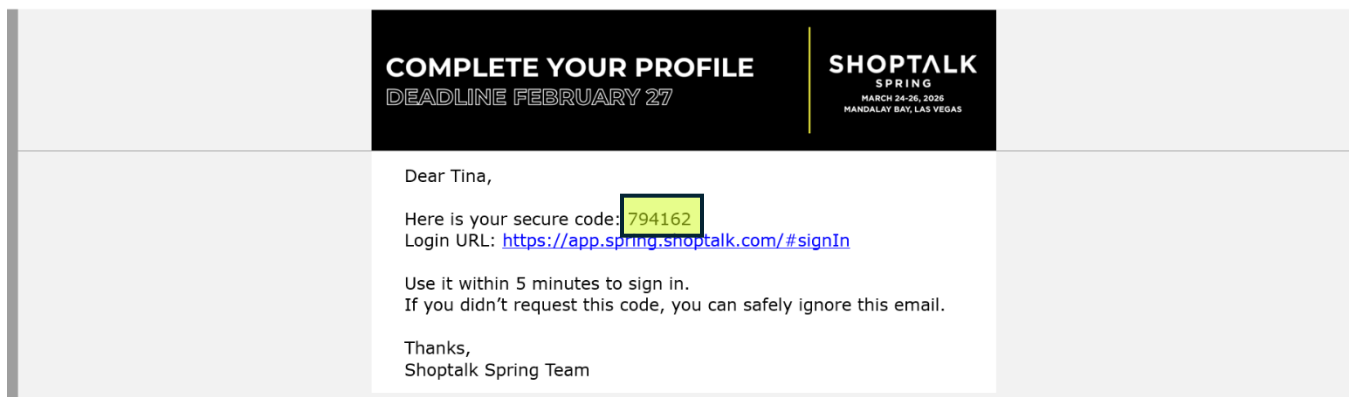 COMPLETE YOUR PROFILE
DEADLINE FEBRUARY 27
SHOPTALK
SPRING
MARCH 24-26, 2026
MANDALAY BAY, LAS VEGAS
Dear Tina,
Here is your secure code: 794162
Login URL: https://app.spring.shoptalk.com/#signIn
Use it within 5 minutes to sign in.
If you didn’t request this code, you can safely ignore this email.
Thanks,
Shoptalk Spring Team